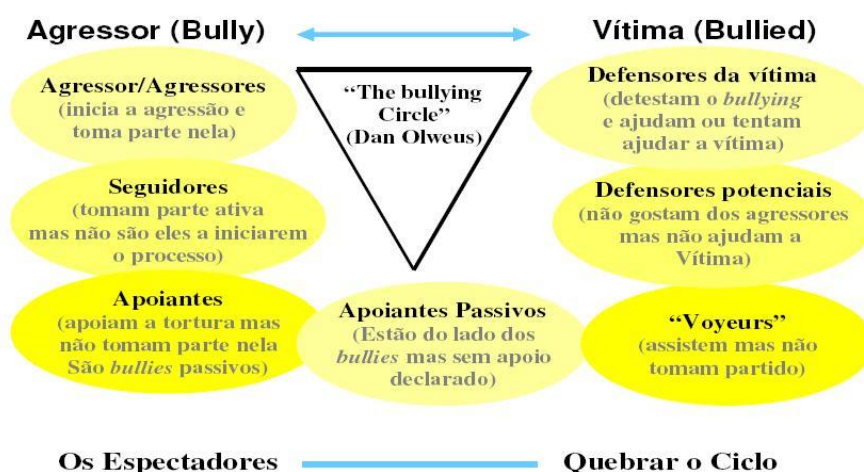 Agressor (Bully)
Vítima (Bullied)
Agressor/Agressores
(inicia a agressão e
toma parte nela)
“The bullying
Circle”
(Dan Olweus)
Defensores da vítima
(detestam o bullying
e ajudam ou tentam
ajudar a vítima)
Seguidores
(tomam parte ativa
mas não são eles a iniciarem
o processo)
Defensores potenciais
(não gostam dos agressores
mas não ajudam a
Vítima)
Apoiantes
(apoiam a tortura mas
não tomam parte nela
São bullies passivos)
Apoiantes Passivos
(Estão do lado dos
bullies mas sem apoio
declarado)
“Voyeurs”
(assistem mas não
tomam partido)
Os Espectadores
Quebrar o Ciclo